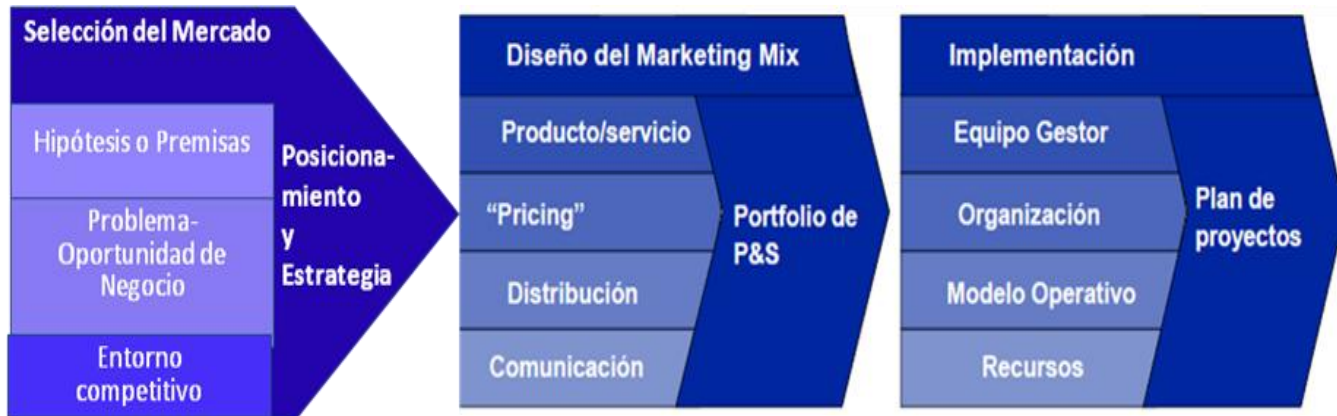 Selección del Mercado
Hipótesis o Premisas
Problema-
Oportunidad de
Negocio
Entorno
competitivo
Posiciona-
miento
y
Estrategia
Diseño del Marketing Mix
Producto/servicio
“Pricing”
Distribución
Comunicación
Portfolio de
P&S
Implementación
Equipo Gestor
Organización
Modelo Operativo
Recursos
Plan de
proyectos